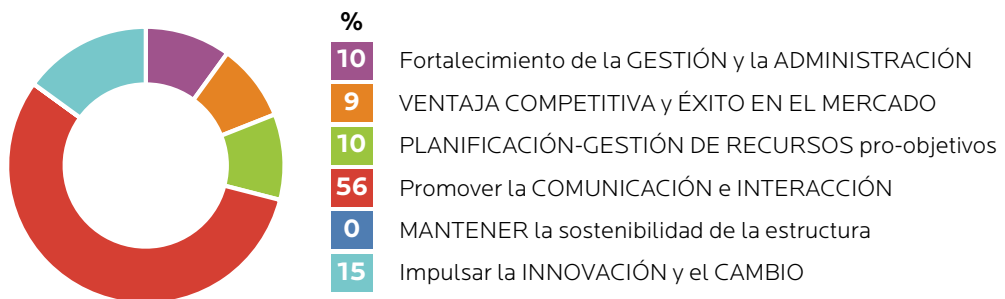 %
10 Fortalecimiento de la GESTIÓN y la ADMINISTRACIÓN
9 VENTAJA COMPETITIVA y ÉXITO EN EL MERCADO
10 PLANIFICACIÓN-GESTIÓN DE RECURSOS pro-objetivos
56 Promover la COMUNICACIÓN e INTERACCIÓN
0 MANTENER la sostenibilidad de la estructura
15 Impulsar la INNOVACIÓN y el CAMBIO